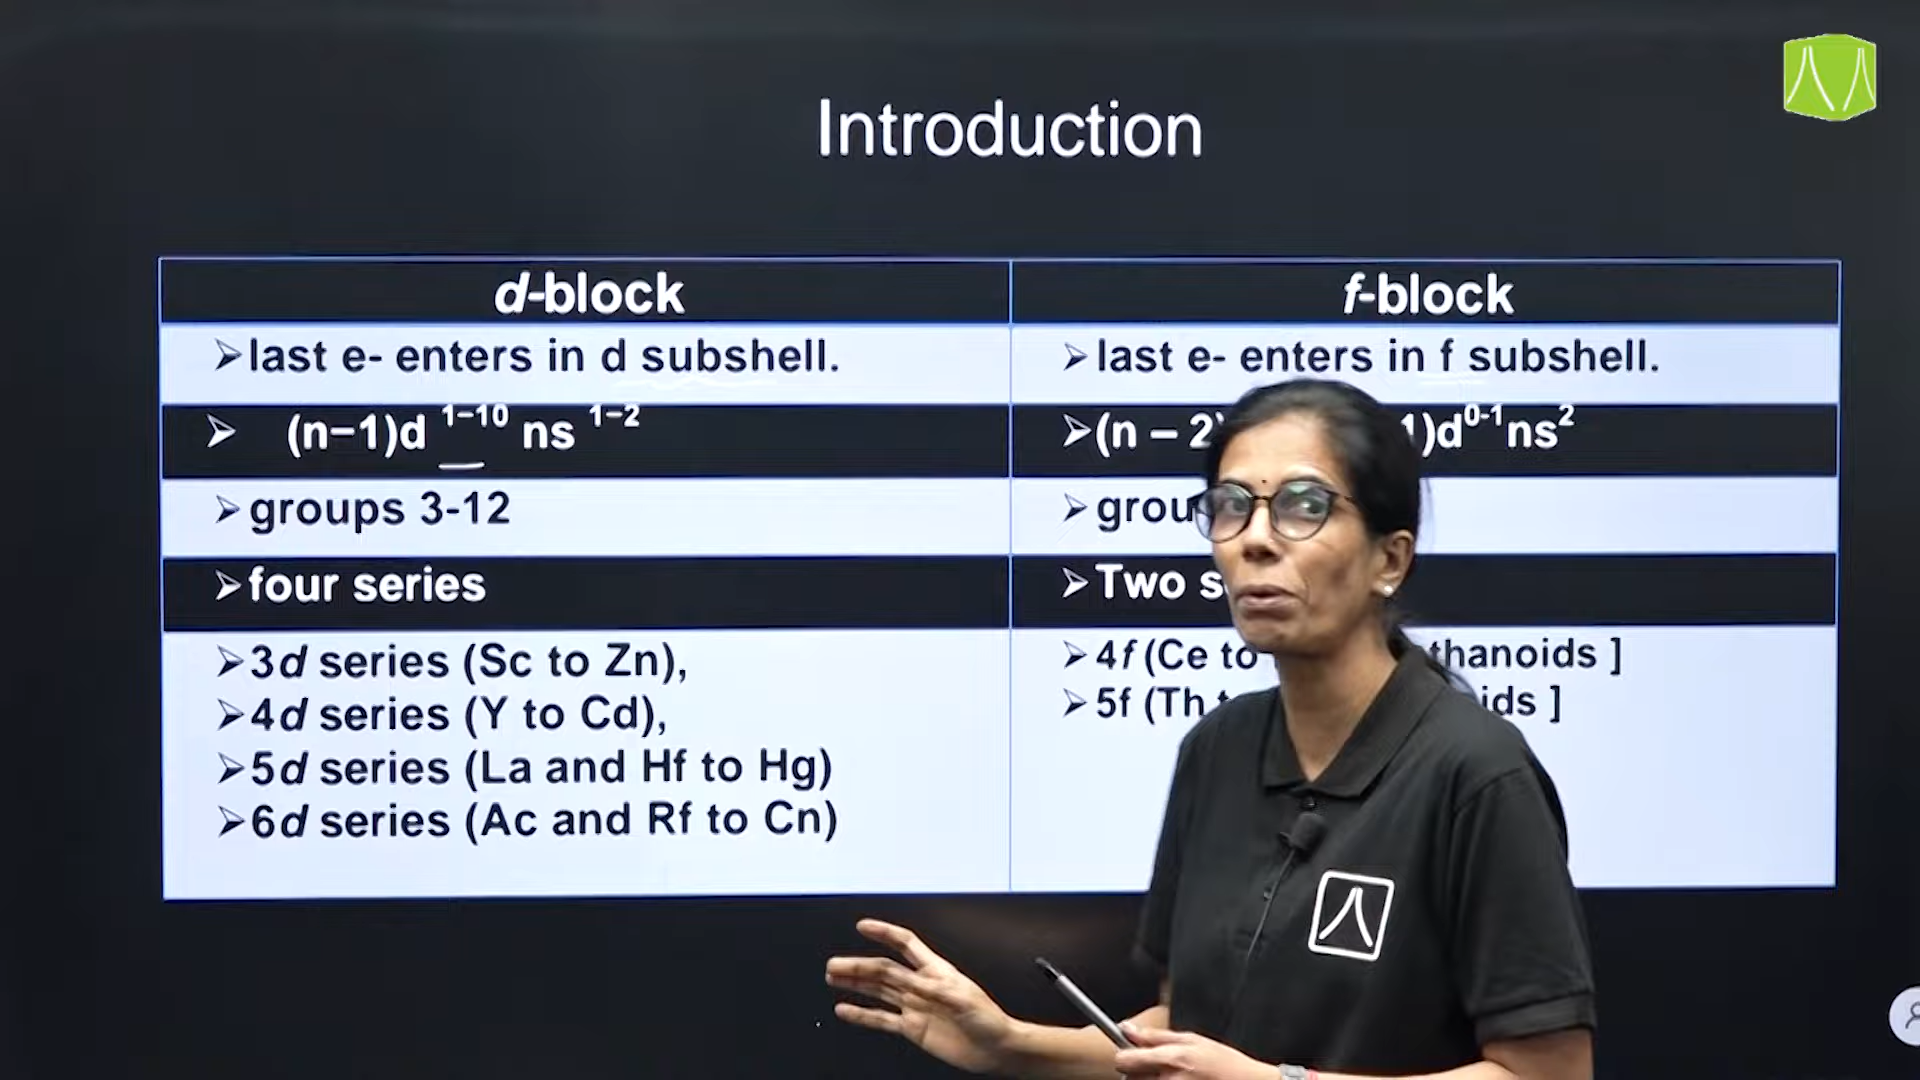 Introduction
d-block
f-block
➢last e- enters in d subshell.
➢last e- enters in f subshell.
➢ (n−1)d ¹⁻¹⁰ ns ¹⁻²
➢(n – 2) 1)d⁰⁻¹ns²
➢groups 3-12
➢
➢four series
➢Two
➢3d series (Sc to Zn),
➢4d series (Y to Cd),
➢5d series (La and Hf to Hg)
➢6d series (Ac and Rf to Cn)
➢4f (Ce to thanoids ]
➢5f (Th ids ]